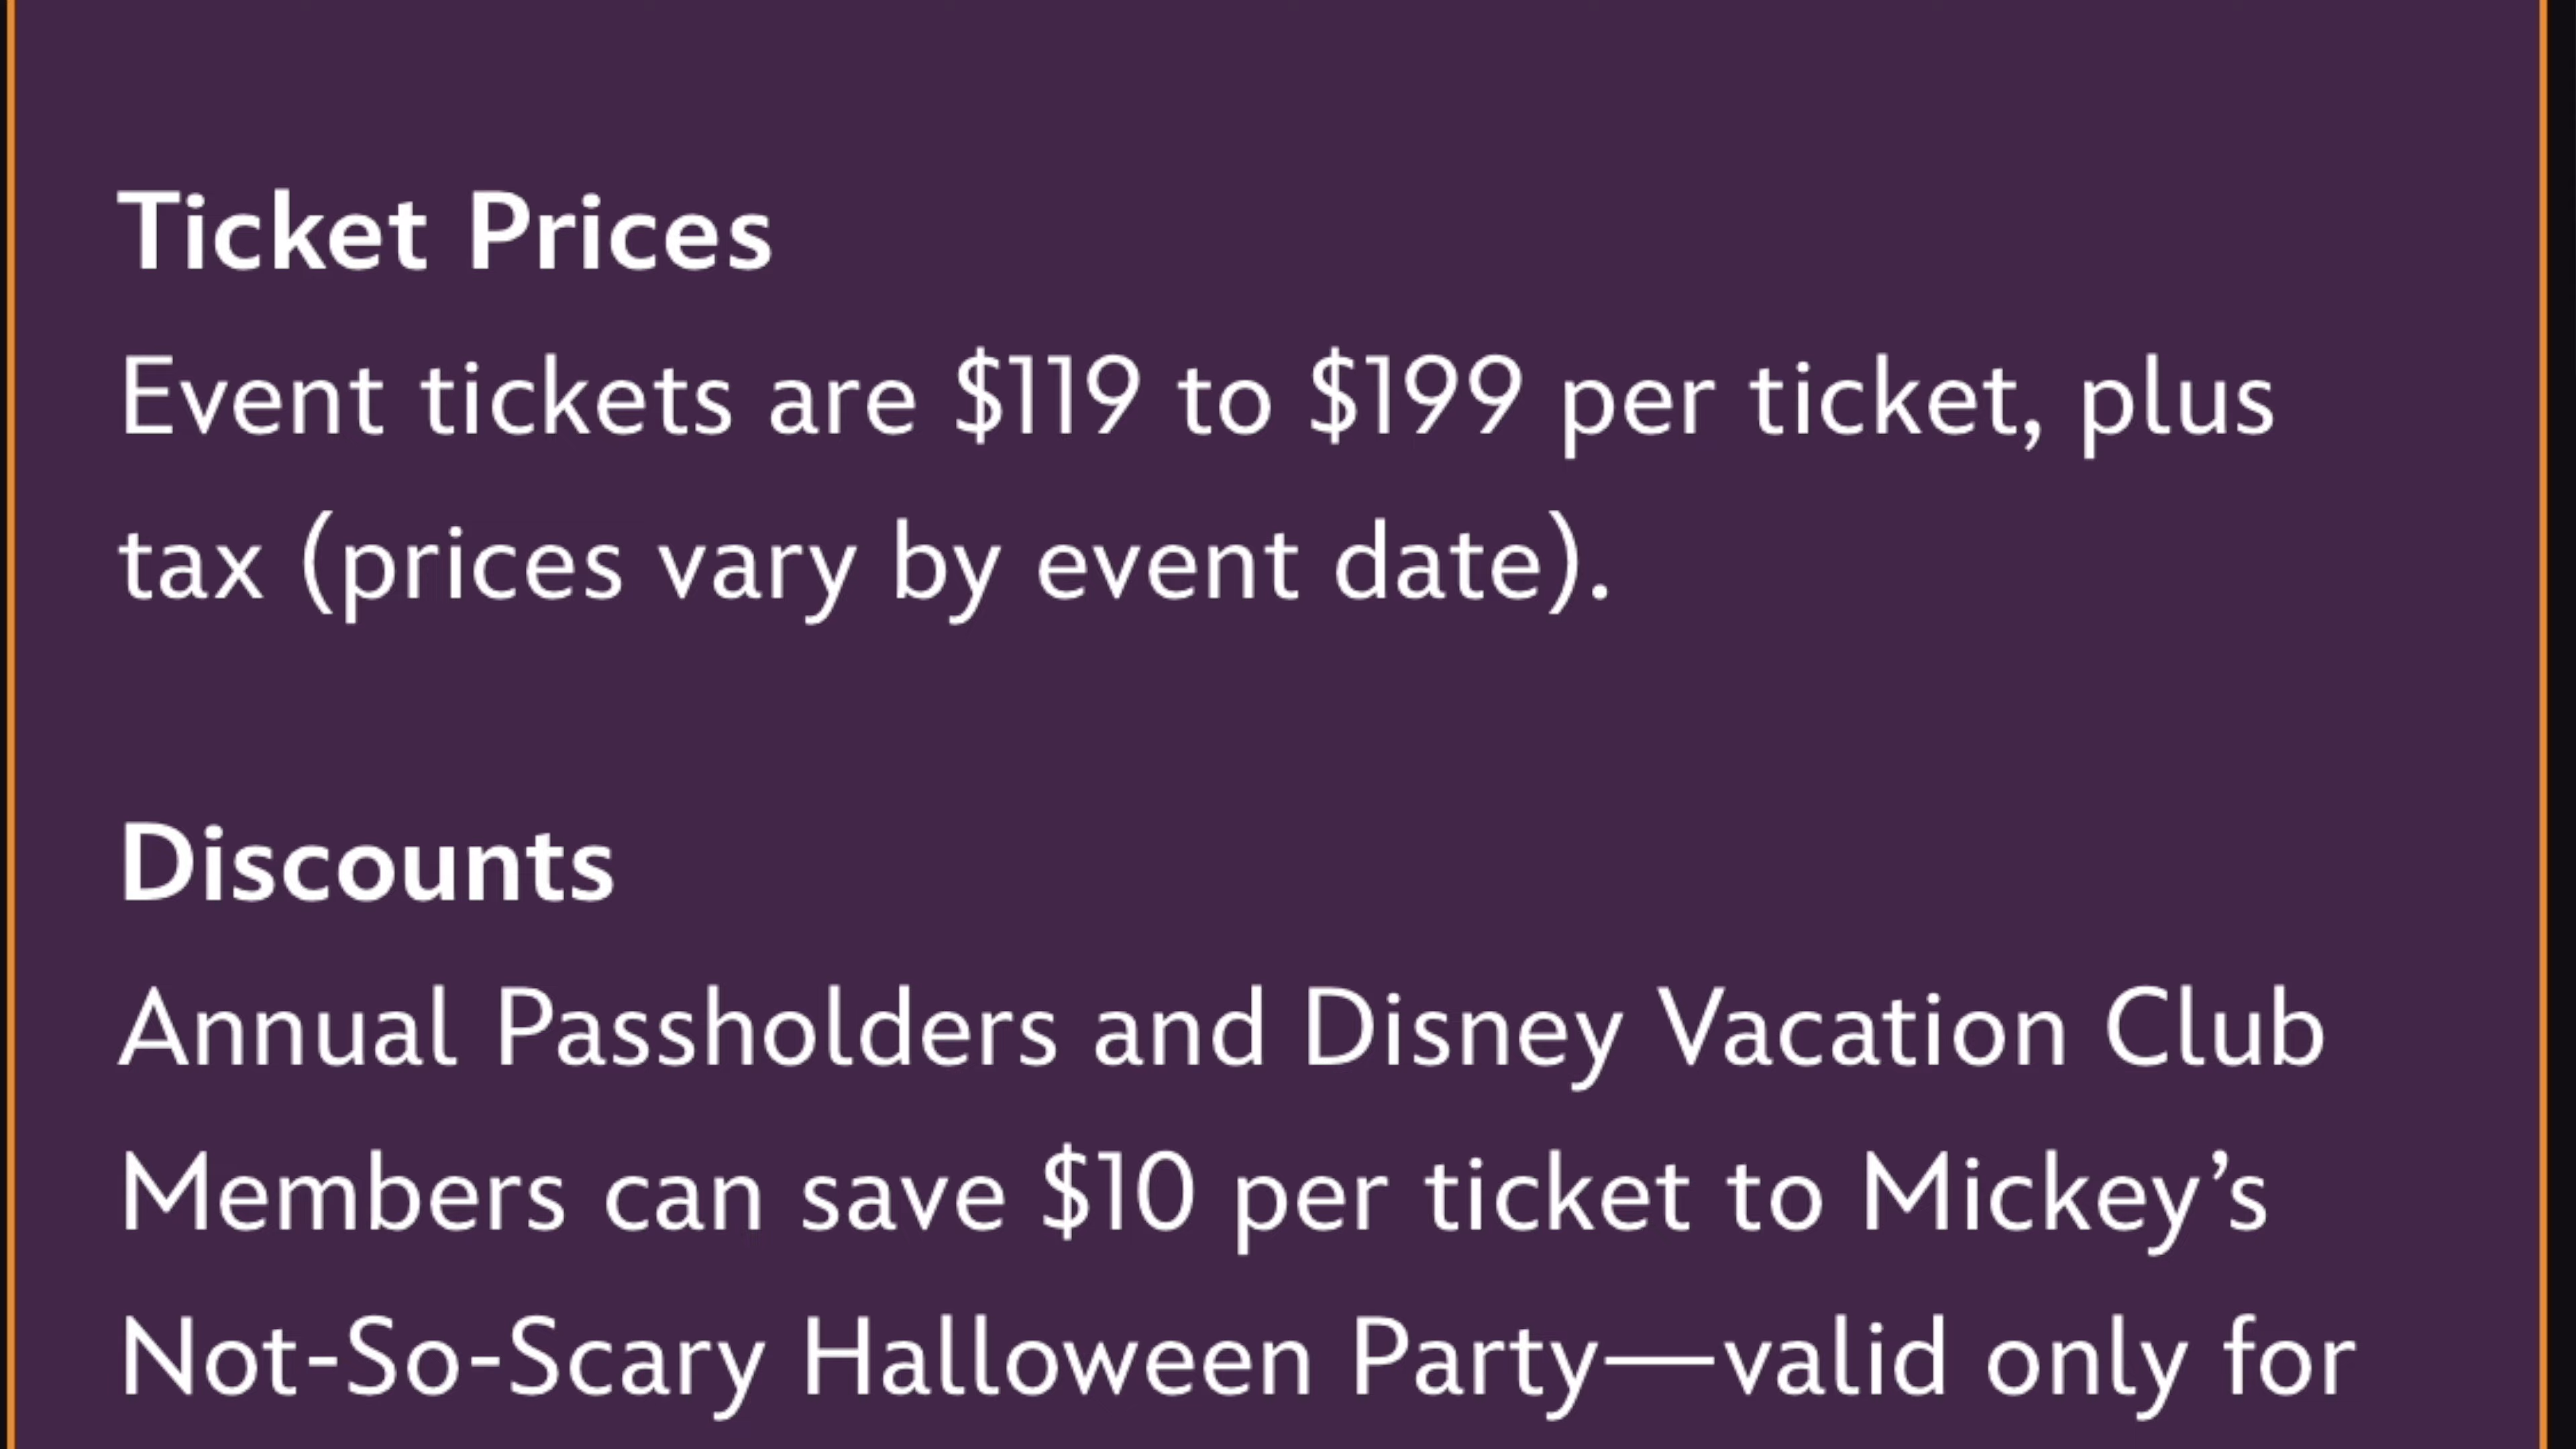 Ticket Prices
Event tickets are $119 to $199 per ticket, plus
tax (prices vary by event date).
Discounts
Annual Passholders and Disney Vacation Club
Members can save $10 per ticket to Mickey’s
Not-So-Scary Halloween Party—valid only for